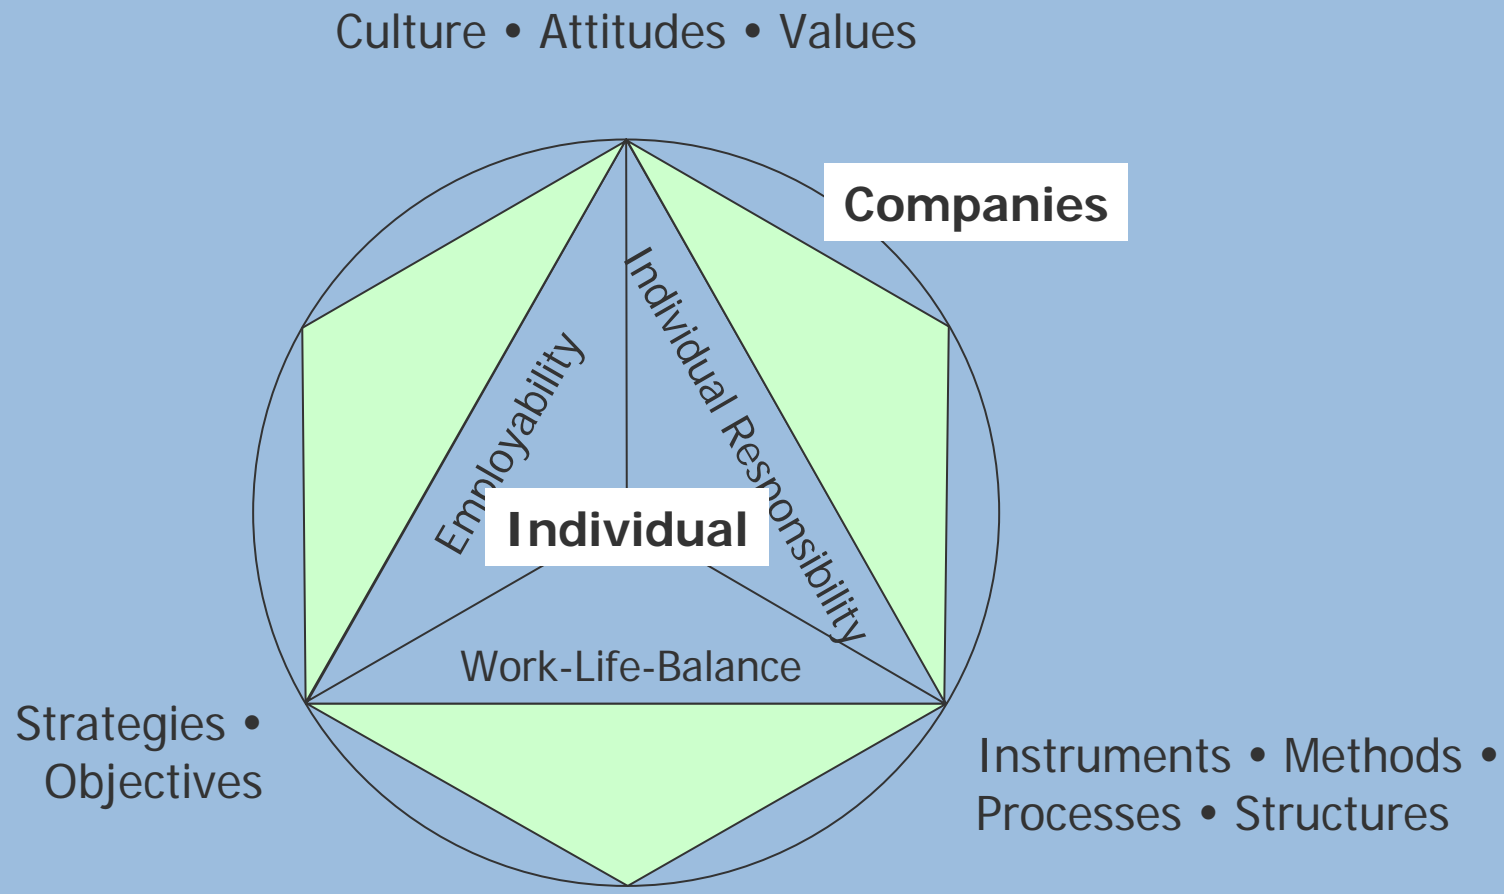 Culture • Attitudes • Values
Companies
Individual Responsibility
Employability
Individual
Work-Life-Balance
Strategies •
Objectives
Instruments • Methods •
Processes • Structures